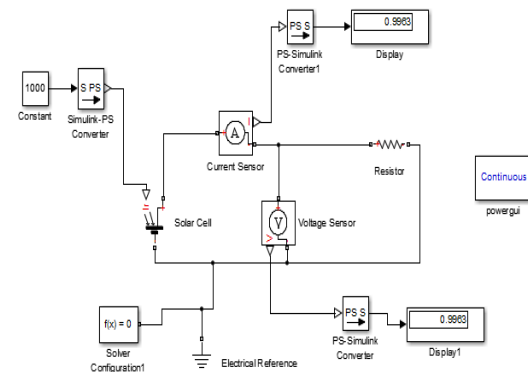 PS S
0.9963
PS-Simulink
Converter1
Display
1000
S PS
Constant
Simulink-PS
Converter
A
I
Current Sensor
Resistor
Continuous
powergui
Solar Cell
V
V
Voltage Sensor
f(x) = 0
Solver
Configuration1
Electrical Reference
PS S
0.9963
PS-Simulink
Converter
Display1